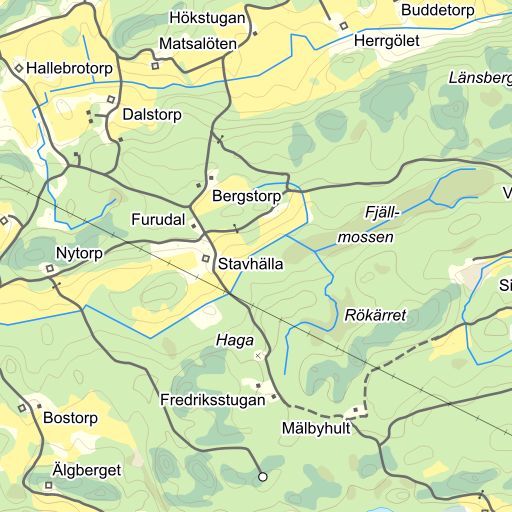 Buddetorp
Hökstugan
Matsalöten
Herrgölet
Hallebrotorp
Länsberg
Dalstorp
Bergstorp
V
Furudal
Fjäll-
mossen
Nytorp
Stavhälla
Si
Rökärret
Haga
Fredriksstugan
Bostorp
Mälbyhult
Älgberget